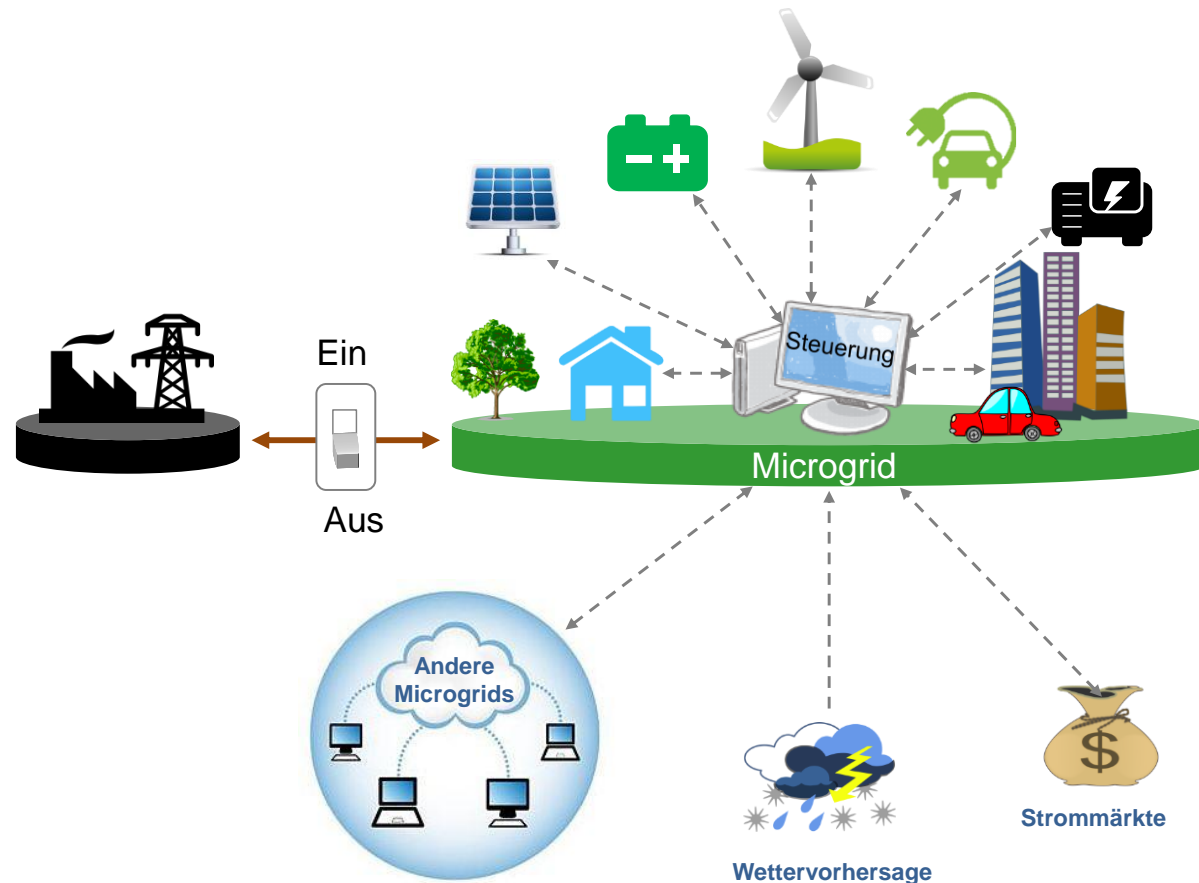 Ein
Aus
Steuerung
Microgrid
Andere
Microgrids
$
Strommärkte
Wettervorhersage